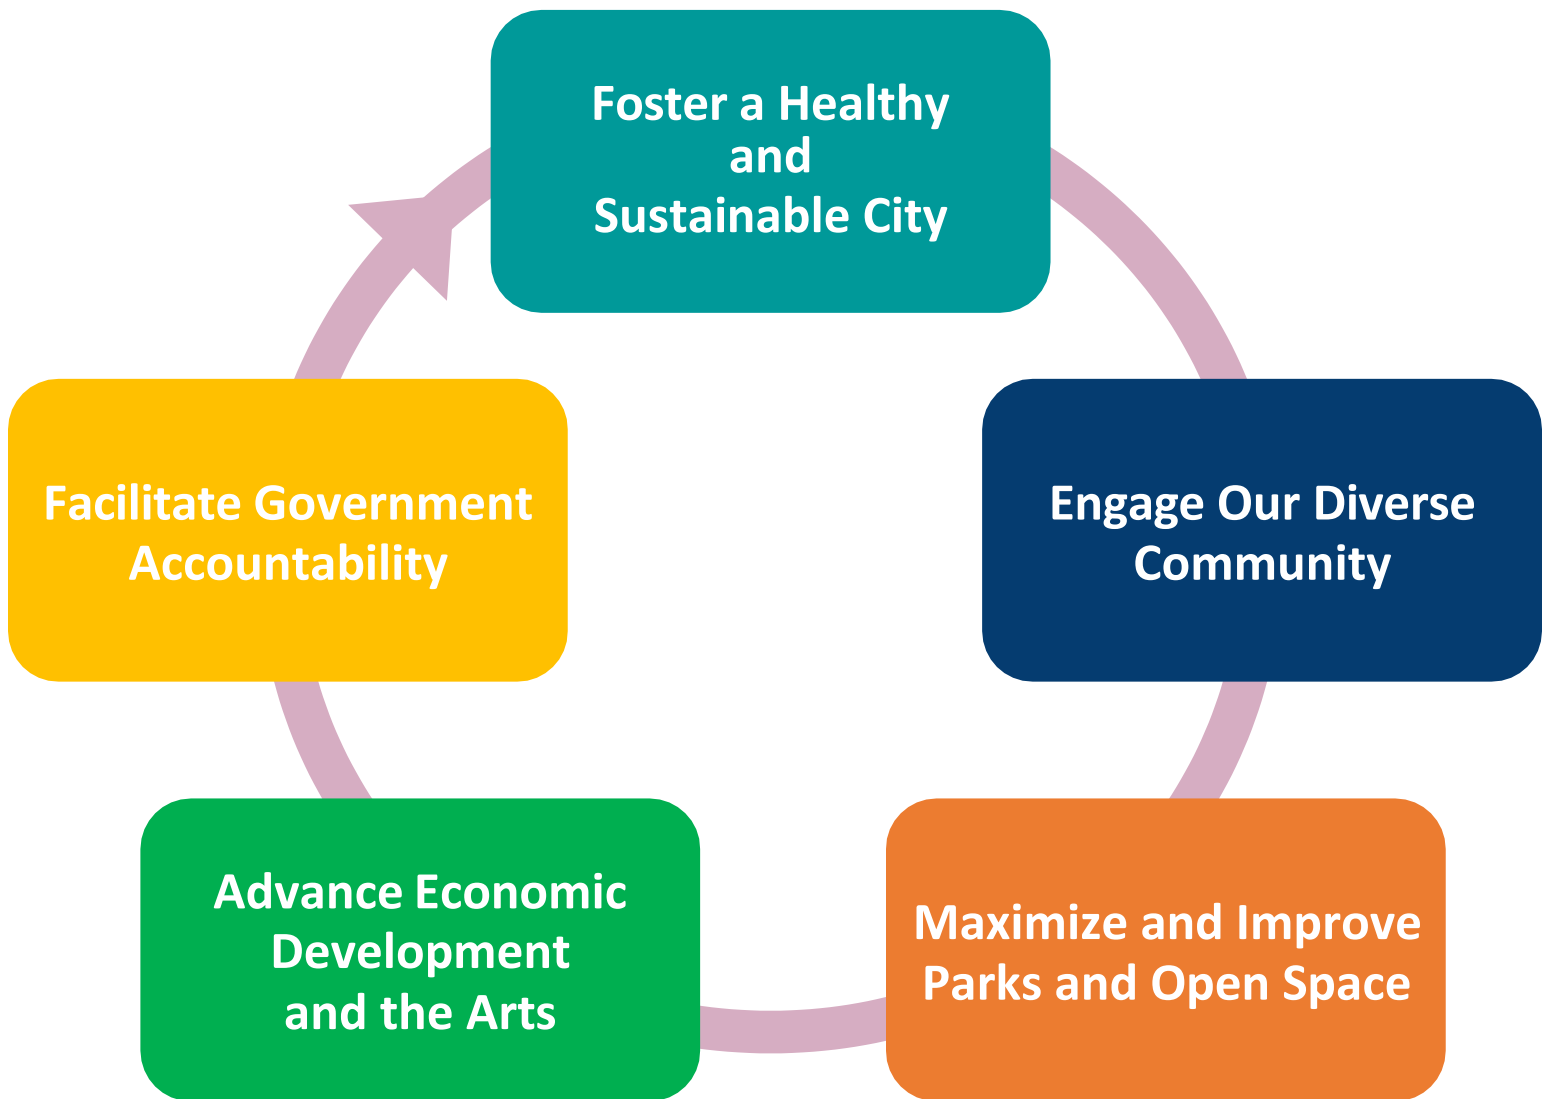 Foster a Healthy
and
Sustainable City
Engage Our Diverse
Community
Maximize and Improve
Parks and Open Space
Advance Economic
Development
and the Arts
Facilitate Government
Accountability